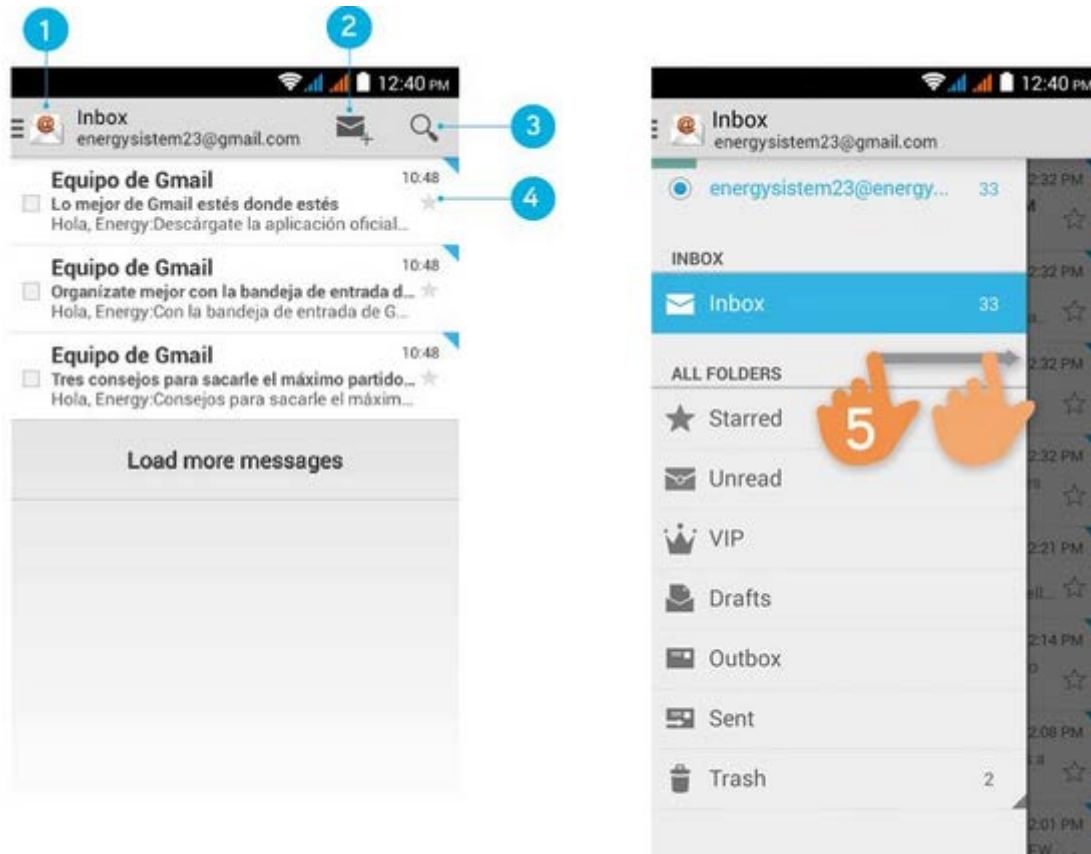 1
2
12:40 PM
Inbox
energysistem23@gmail.com
3
Equipo de Gmail
10:48
Lo mejor de Gmail estés donde estés
4
Hola, Energy:Descárgate la aplicación oficial...
Equipo de Gmail
10:48
Organízate mejor con la bandeja de entrada d...
Hola, Energy:Con la bandeja de entrada de G...
Equipo de Gmail
10:48
Tres consejos para sacarle el máximo partido...
Hola, Energy:Consejos para sacarle el máxim...
Load more messages
12:40 PM
Inbox
energysistem23@gmail.com
energysistem23@energy...
33
2:32 PM
INBOX
2:32 PM
Inbox
33
2:32 PM
ALL FOLDERS
Starred
5
2:32 PM
Unread
VIP
2:21 PM
Drafts
2:14 PM
Outbox
Sent
2:08 PM
Trash
2
2:01 PM